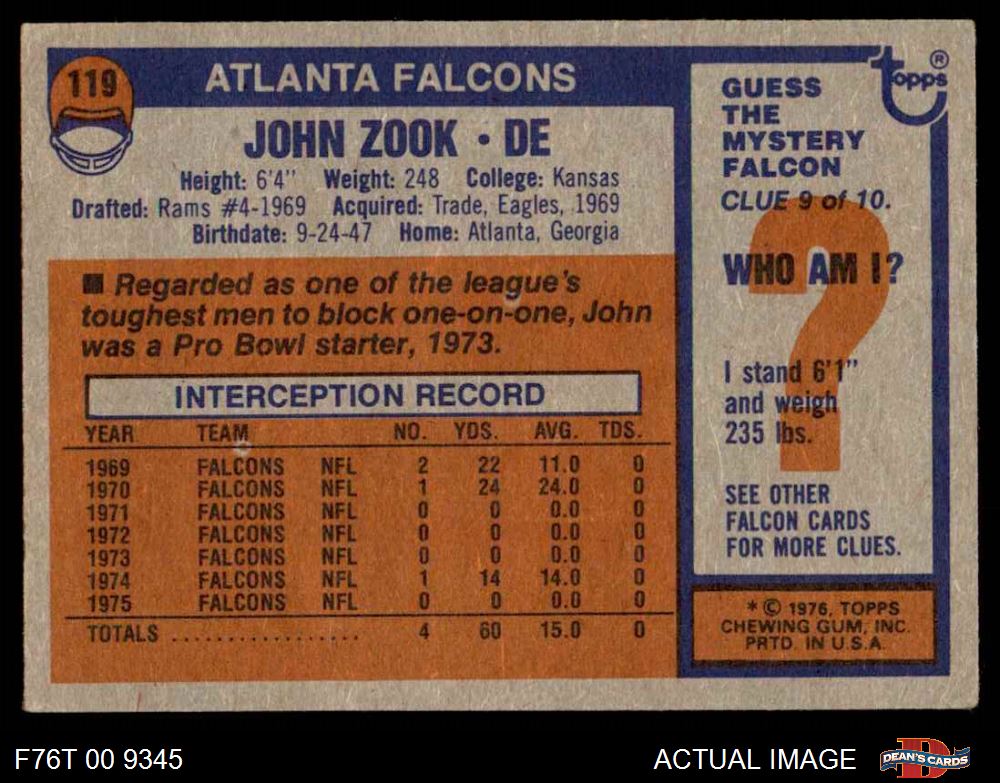 119
ATLANTA FALCONS
JOHN ZOOK • DE
Height: 6'4" Weight: 248 College: Kansas
Drafted: Rams #4-1969 Acquired: Trade, Eagles, 1969
Birthdate: 9-24-47 Home: Atlanta, Georgia
■ Regarded as one of the league's
toughest men to block one-on-one, John
was a Pro Bowl starter, 1973.
INTERCEPTION RECORD
YEAR TEAM NO. YDS. AVG. TDS.
1969 FALCONS NFL 2 22 11.0 0
1970 FALCONS NFL 1 24 24.0 0
1971 FALCONS NFL 0 0 0.0 0
1972 FALCONS NFL 0 0 0.0 0
1973 FALCONS NFL 0 0 0.0 0
1974 FALCONS NFL 1 14 14.0 0
1975 FALCONS NFL 0 0 0.0 0
TOTALS .................. 4 60 15.0 0
topps®
GUESS
THE
MYSTERY
FALCON
CLUE 9 of 10.
?
WHO AM I?
I stand 6'1"
and weigh
235 lbs.
SEE OTHER
FALCON CARDS
FOR MORE CLUES.
* © 1976, TOPPS
CHEWING GUM, INC.
PRTD. IN U.S.A.
F76T 00 9345
ACTUAL IMAGE
D
DEAN'S CARDS